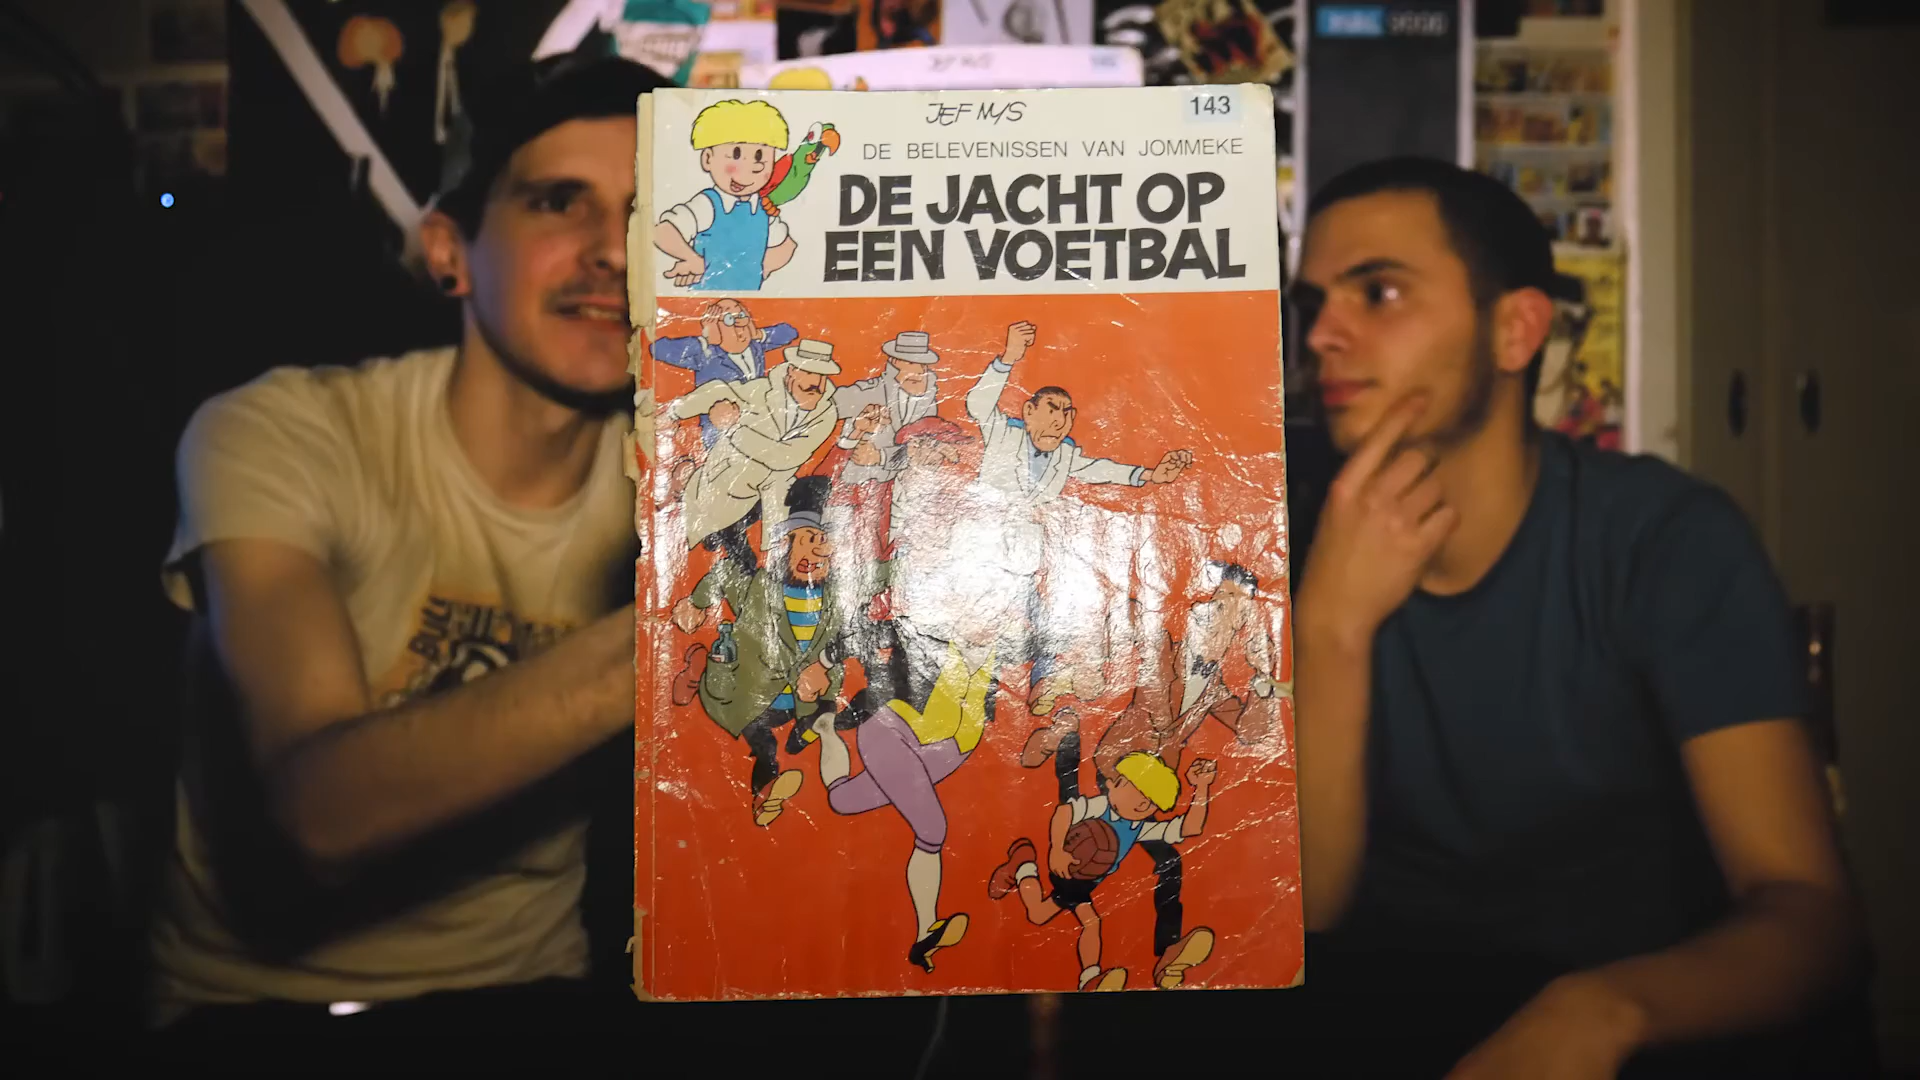 JEF NYS
143
DE BELEVENISSEN VAN JOMMEKE
DE JACHT OP
EEN VOETBAL